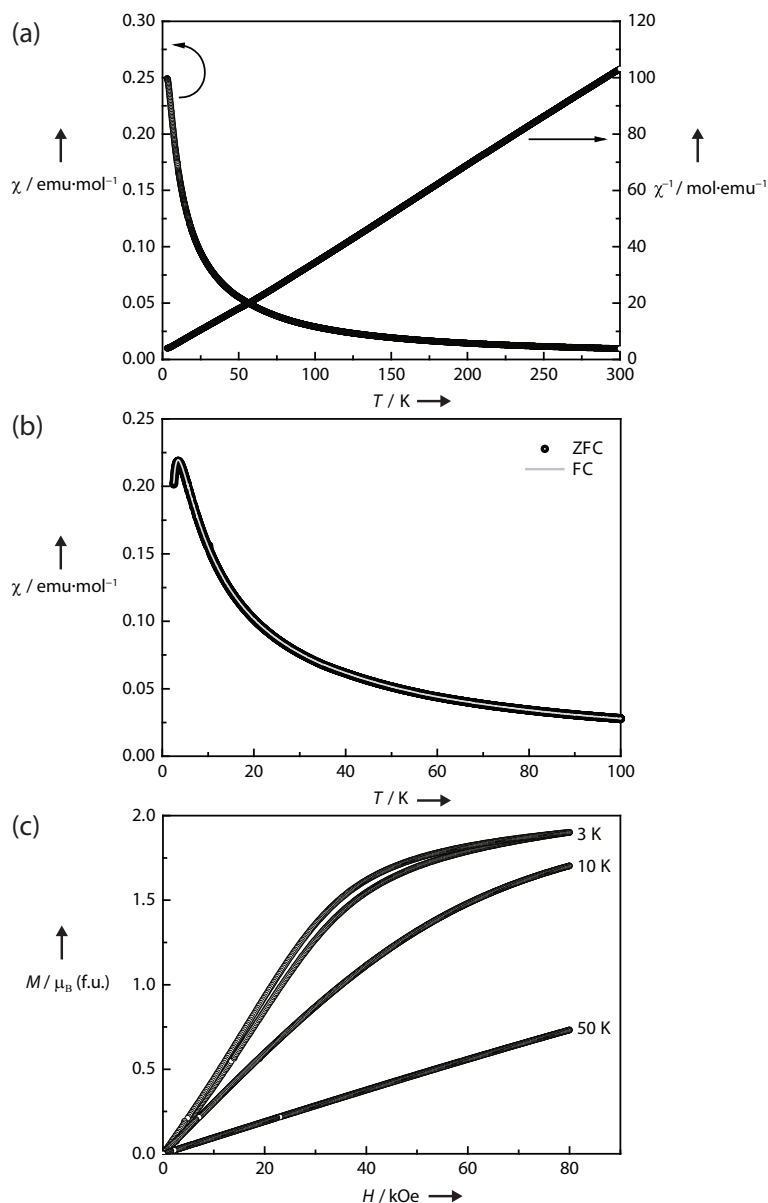 (a)
0.30
0.25
0.20
0.15
0.10
0.05
0.00
χ / emu·mol⁻¹
120
100
80
60
40
20
0
χ⁻¹/ mol·emu⁻¹
0 50 100 150 200 250 300
T / K
(b)
0.25
0.20
0.15
0.10
0.05
0.00
χ / emu·mol⁻¹
ZFC
FC
0 20 40 60 80 100
T / K
(c)
2.0
1.5
1.0
0.5
0.0
M / μB (f.u.)
3 K
10 K
50 K
0 20 40 60 80
H / kOe